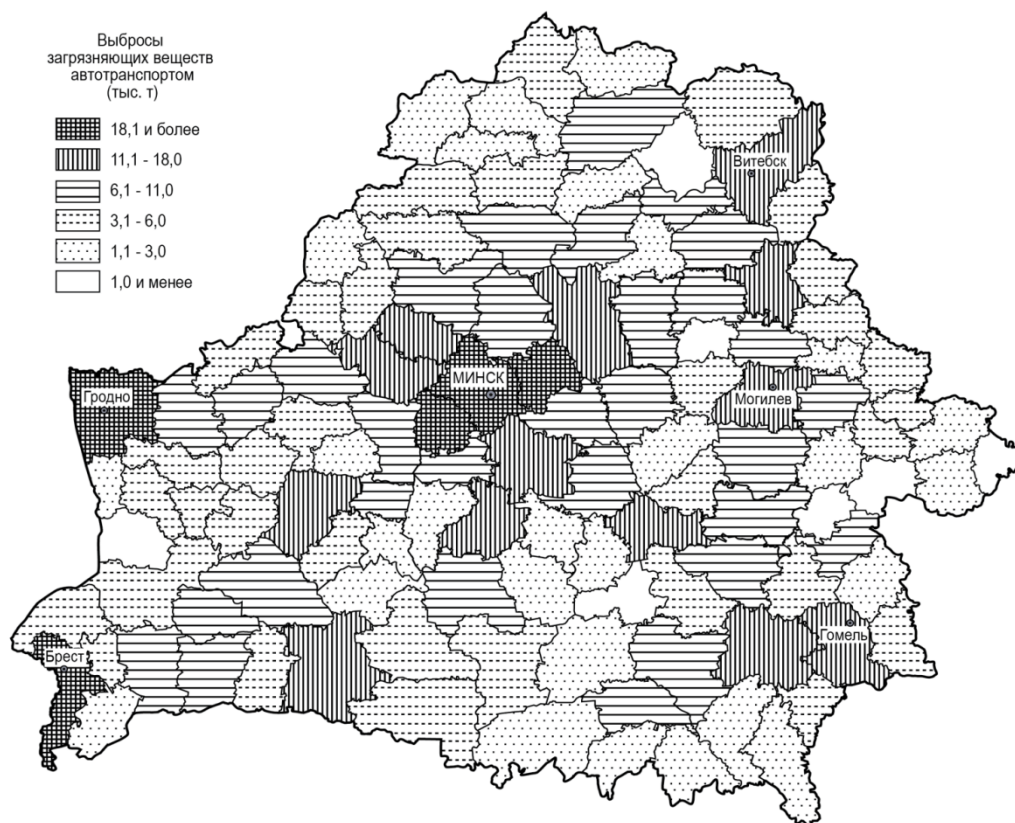 Выбросы
загрязняющих веществ
автотранспортом
(тыс. т)
18,1 и более
11,1 - 18,0
6,1 - 11,0
3,1 - 6,0
1,1 - 3,0
1,0 и менее
Витебск
МИНСК
Гродно
Могилев
Гомель
Брест